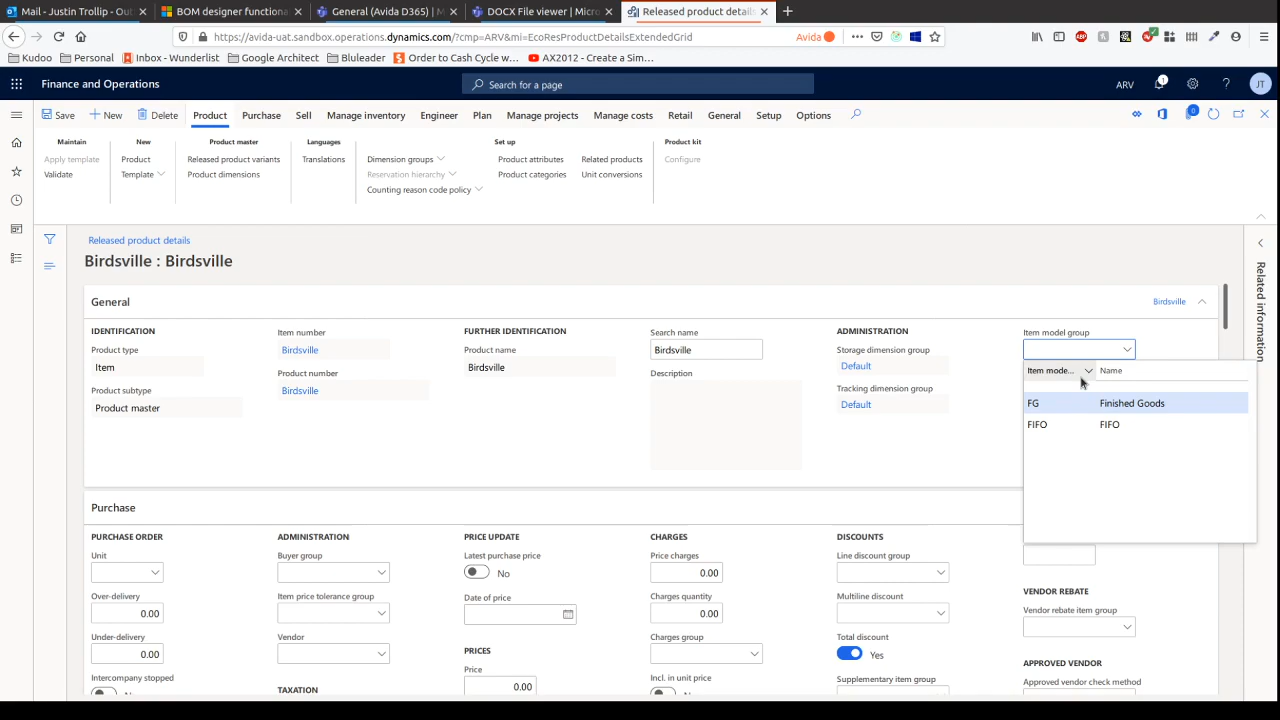 Mail - Justin Trollip - Out
BOM designer functiona
General (Avida D365) | M
DOCX File viewer | Micro
Released product details
https://avida-uat.sandbox.operations.dynamics.com/?cmp=ARV&mi=EcoResProductDetailsExtendedGrid
Avida
Kudoo
Personal
Inbox - Wunderlist
Google Architect
Bluleader
Order to Cash Cycle w...
AX2012 - Create a Sim...
Finance and Operations
Search for a page
ARV
1
?
JT
Save
New
Delete
Product
Purchase
Sell
Manage inventory
Engineer
Plan
Manage projects
Manage costs
Retail
General
Setup
Options
0
Maintain
New
Product master
Languages
Set up
Product kit
Apply template
Product
Released product variants
Translations
Dimension groups
Product attributes
Related products
Configure
Validate
Template
Product dimensions
Reservation hierarchy
Product categories
Unit conversions
Counting reason code policy
Released product details
Birdsville : Birdsville
Related information
General
Birdsville
IDENTIFICATION
Product type
Item
Product subtype
Product master
Item number
Birdsville
Product number
Birdsville
FURTHER IDENTIFICATION
Product name
Birdsville
Search name
Birdsville
Description
ADMINISTRATION
Storage dimension group
Default
Tracking dimension group
Default
Item model group
Item mode...
Name
FG
Finished Goods
FIFO
FIFO
Purchase
PURCHASE ORDER
Unit
Over-delivery
0.00
Under-delivery
0.00
Intercompany stopped
ADMINISTRATION
Buyer group
Item price tolerance group
Vendor
TAXATION
PRICE UPDATE
Latest purchase price
No
Date of price
PRICES
Price
0.00
CHARGES
Price charges
0.00
Charges quantity
0.00
Charges group
Incl. in unit price
DISCOUNTS
Line discount group
Multiline discount
Total discount
Yes
Supplementary item group
VENDOR REBATE
Vendor rebate item group
APPROVED VENDOR
Approved vendor check method